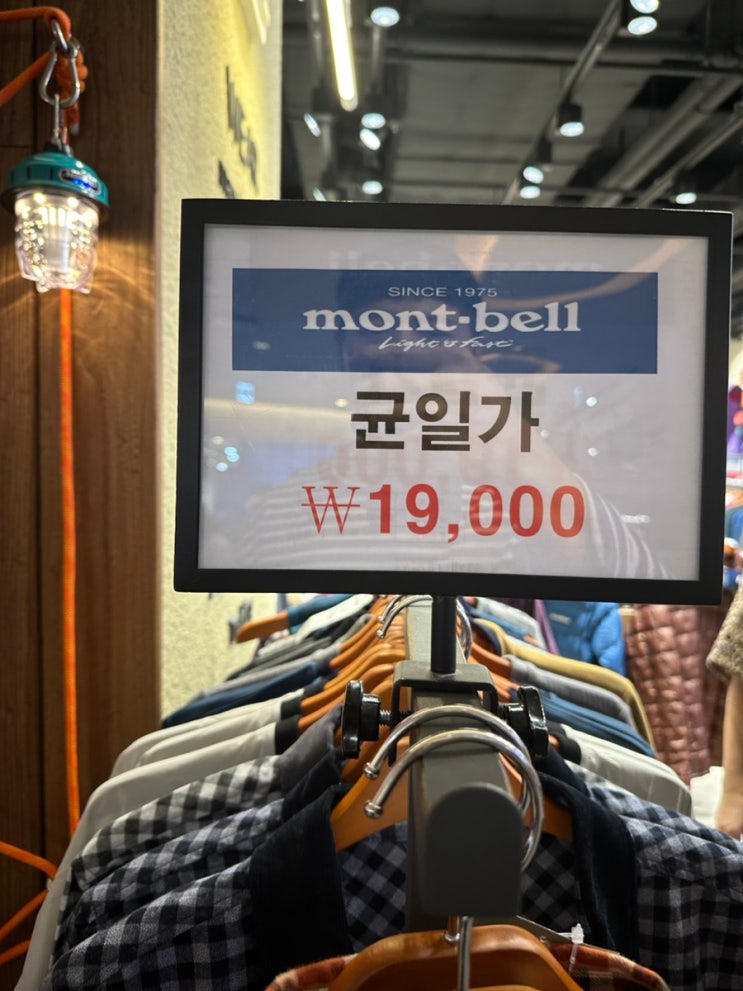 SINCE 1975
mont-bell
Light & Fast
균일가
₩19,000